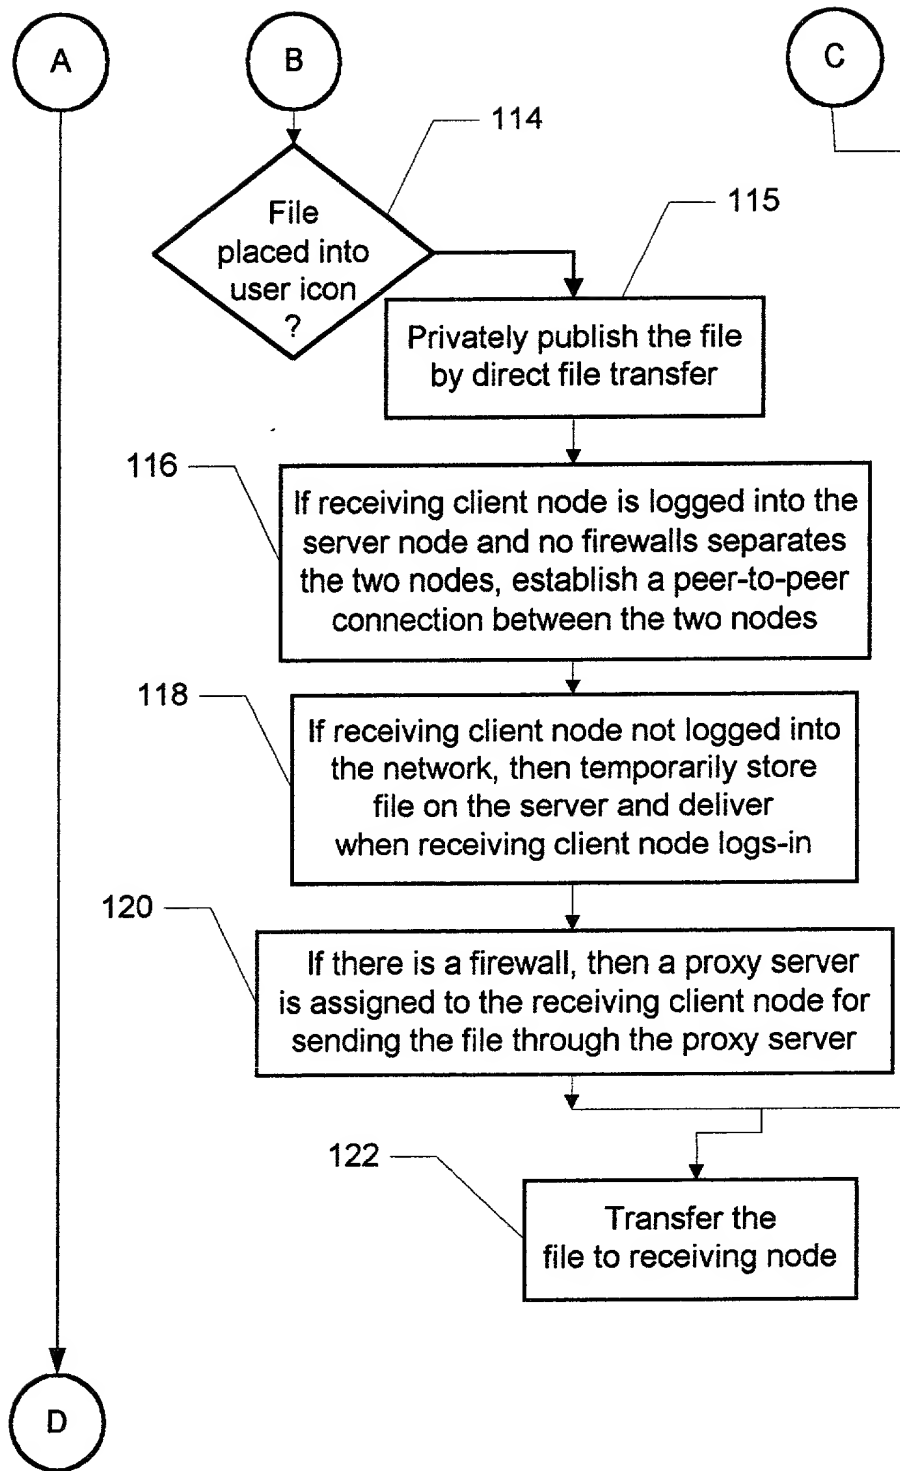 A
B
C
114
File
placed into
user icon
?
115
Privately publish the file
by direct file transfer
116
If receiving client node is logged into the
server node and no firewalls separates
the two nodes, establish a peer-to-peer
connection between the two nodes
118
If receiving client node not logged into
the network, then temporarily store
file on the server and deliver
when receiving client node logs-in
120
If there is a firewall, then a proxy server
is assigned to the receiving client node for
sending the file through the proxy server
122
Transfer the
file to receiving node
D